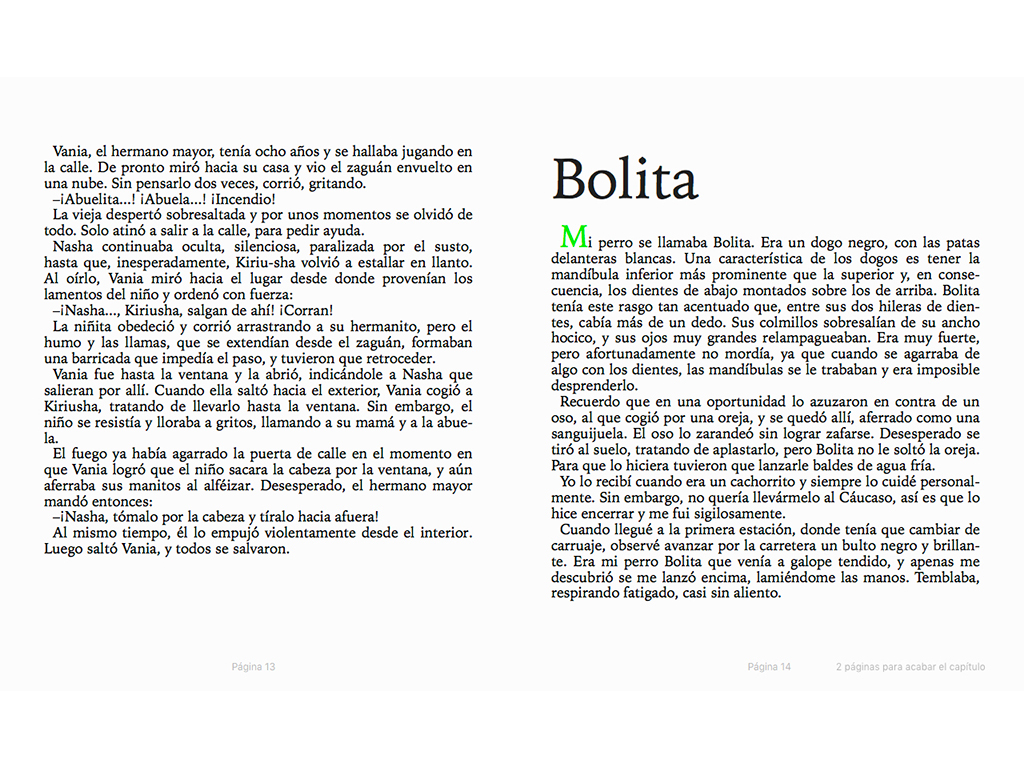 Vania, el hermano mayor, tenía ocho años y se hallaba jugando en
la calle. De pronto miró hacia su casa y vio el zaguán envuelto en
una nube. Sin pensarlo dos veces, corrió, gritando.
–¡Abuelita...! ¡Abuela...! ¡Incendio!
La vieja despertó sobresaltada y por unos momentos se olvidó de
todo. Solo atinó a salir a la calle, para pedir ayuda.
Nasha continuaba oculta, silenciosa, paralizada por el susto,
hasta que, inesperadamente, Kiriu-sha volvió a estallar en llanto.
Al oírlo, Vania miró hacia el lugar desde donde provenían los
lamentos del niño y ordenó con fuerza:
–¡Nasha..., Kiriusha, salgan de ahí! ¡Corran!
La niñita obedeció y corrió arrastrando a su hermanito, pero el
humo y las llamas, que se extendían desde el zaguán, formaban
una barricada que impedía el paso, y tuvieron que retroceder.
Vania fue hasta la ventana y la abrió, indicándole a Nasha que
salieran por allí. Cuando ella saltó hacia el exterior, Vania cogió a
Kiriusha, tratando de llevarlo hasta la ventana. Sin embargo, el
niño se resistía y lloraba a gritos, llamando a su mamá y a la abue-
la.
El fuego ya había agarrado la puerta de calle en el momento en
que Vania logró que el niño sacara la cabeza por la ventana, y aún
aferraba sus manitos al alféizar. Desesperado, el hermano mayor
mandó entonces:
–¡Nasha, tómalo por la cabeza y tíralo hacia afuera!
Al mismo tiempo, él lo empujó violentamente desde el interior.
Luego saltó Vania, y todos se salvaron.
Página 13
Bolita
Mi perro se llamaba Bolita. Era un dogo negro, con las patas
delanteras blancas. Una característica de los dogos es tener la
mandíbula inferior más prominente que la superior y, en conse-
cuencia, los dientes de abajo montados sobre los de arriba. Bolita
tenía este rasgo tan acentuado que, entre sus dos hileras de dien-
tes, cabía más de un dedo. Sus colmillos sobresalían de su ancho
hocico, y sus ojos muy grandes relampagueaban. Era muy fuerte,
pero afortunadamente no mordía, ya que cuando se agarraba de
algo con los dientes, las mandíbulas se le trababan y era imposible
desprenderlo.
Recuerdo que en una oportunidad lo azuzaron en contra de un
oso, al que cogió por una oreja, y se quedó allí, aferrado como una
sanguijuela. El oso lo zarandeó sin lograr zafarse. Desesperado se
tiró al suelo, tratando de aplastarlo, pero Bolita no le soltó la oreja.
Para que lo hiciera tuvieron que lanzarle baldes de agua fría.
Yo lo recibí cuando era un cachorrito y siempre lo cuidé personal-
mente. Sin embargo, no quería llevármelo al Cáucaso, así es que lo
hice encerrar y me fui sigilosamente.
Cuando llegué a la primera estación, donde tenía que cambiar de
carruaje, observé avanzar por la carretera un bulto negro y brillan-
te. Era mi perro Bolita que venía a galope tendido, y apenas me
descubrió se me lanzó encima, lamiéndome las manos. Temblaba,
respirando fatigado, casi sin aliento.
Página 14
2 páginas para acabar el capítulo